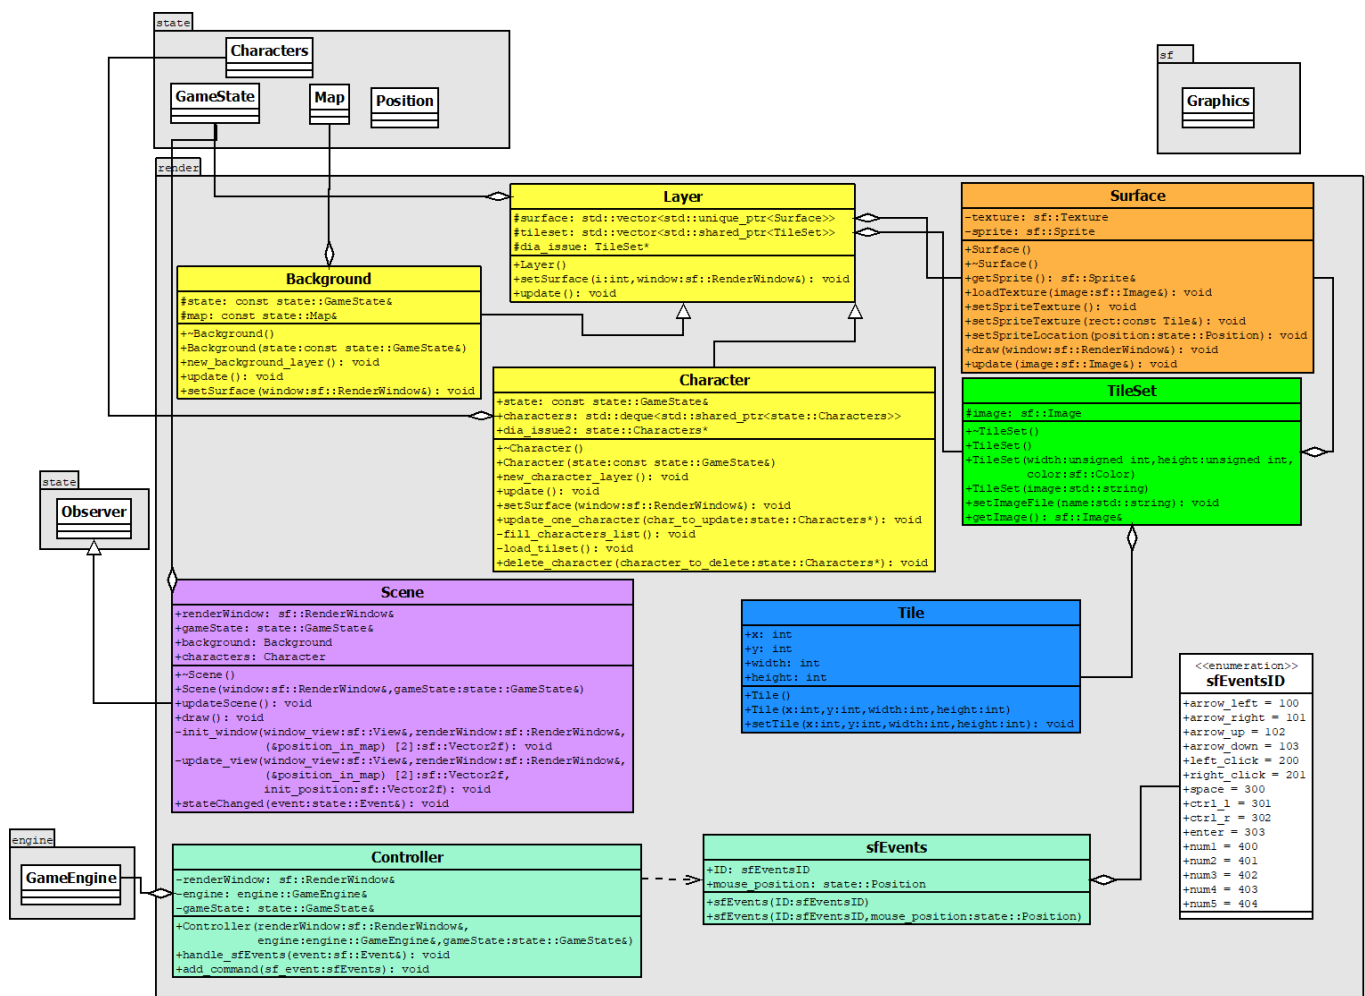 state
Characters
GameState
Map
Position
sf
Graphics
render
Layer
#surface: std::vector<std::unique_ptr<Surface>>
#tileset: std::vector<std::shared_ptr<TileSet>>
#dia_issue: TileSet*
+Layer()
+setSurface(i:int,window:sf::RenderWindow&): void
+update(): void
Surface
-texture: sf::Texture
-sprite: sf::Sprite
+Surface()
+~Surface()
+getSprite(): sf::Sprite&
+loadTexture(image:sf::Image&): void
+setSpriteTexture(): void
+setSpriteTexture(rect:const Tile&): void
+setSpriteLocation(position:state::Position): void
+draw(window:sf::RenderWindow&): void
+update(image:sf::Image&): void
Background
#state: const state::GameState&
#map: const state::Map&
+~Background()
+Background(state:const state::GameState&)
+new_background_layer(): void
+update(): void
+setSurface(window:sf::RenderWindow&): void
Character
+state: const state::GameState&
+characters: std::deque<std::shared_ptr<state::Characters>>
+dia_issue2: state::Characters*
+~Character()
+Character(state:const state::GameState&)
+new_character_layer(): void
+update(): void
+setSurface(window:sf::RenderWindow&): void
+update_one_character(char_to_update:state::Characters*): void
-fill_characters_list(): void
-load_tilset(): void
+delete_character(character_to_delete:state::Characters*): void
TileSet
#image: sf::Image
+~TileSet()
+TileSet()
+TileSet(width:unsigned int,height:unsigned int,
color:sf::Color)
+TileSet(image:std::string)
+setImageFile(name:std::string): void
+getImage(): sf::Image&
state
Observer
Scene
+renderWindow: sf::RenderWindow&
+gameState: state::GameState&
+background: Background
+characters: Character
+~Scene()
+Scene(window:sf::RenderWindow&,gameState:state::GameState&)
+updateScene(): void
+draw(): void
-init_window(window_view:sf::View&,renderWindow:sf::RenderWindow&,
(&position_in_map) [2]:sf::Vector2f): void
-update_view(window_view:sf::View&,renderWindow:sf::RenderWindow&,
(&position_in_map) [2]:sf::Vector2f,
init_position:sf::Vector2f): void
+stateChanged(event:state::Event&): void
Tile
+x: int
+y: int
+width: int
+height: int
+Tile()
+Tile(x:int,y:int,width:int,height:int)
+setTile(x:int,y:int,width:int,height:int): void
<<enumeration>>
sfEventsID
+arrow_left = 100
+arrow_right = 101
+arrow_up = 102
+arrow_down = 103
+left_click = 200
+right_click = 201
+space = 300
+ctrl_l = 301
+ctrl_r = 302
+enter = 303
+num1 = 400
+num2 = 401
+num3 = 402
+num4 = 403
+num5 = 404
engine
GameEngine
Controller
-renderWindow: sf::RenderWindow&
-engine: engine::GameEngine&
-gameState: state::GameState&
+Controller(renderWindow:sf::RenderWindow&,
engine:engine::GameEngine&,gameState:state::GameState&)
+handle_sfEvents(event:sf::Event&): void
+add_command(sf_event:sfEvents): void
sfEvents
+ID: sfEventsID
+mouse_position: state::Position
+sfEvents(ID:sfEventsID)
+sfEvents(ID:sfEventsID,mouse_position:state::Position)